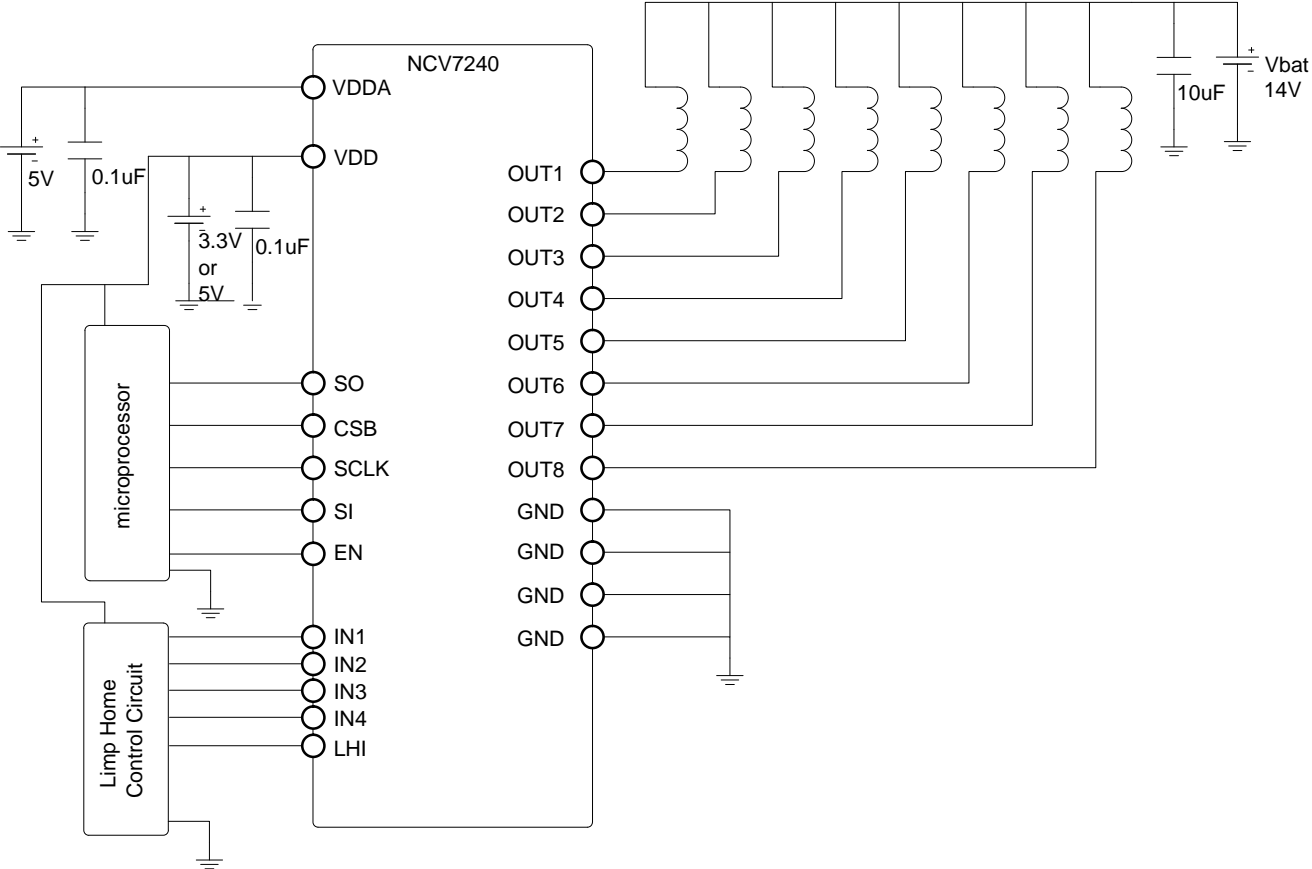 NCV7240
VDDA
VDD
5V
0.1uF
3.3V
or
5V
0.1uF
+
-
+
-
+
-
Vbat
14V
10uF
OUT1
OUT2
OUT3
OUT4
OUT5
OUT6
OUT7
OUT8
GND
GND
GND
GND
SO
CSB
SCLK
SI
EN
microprocessor
IN1
IN2
IN3
IN4
LHI
Limp Home
Control Circuit